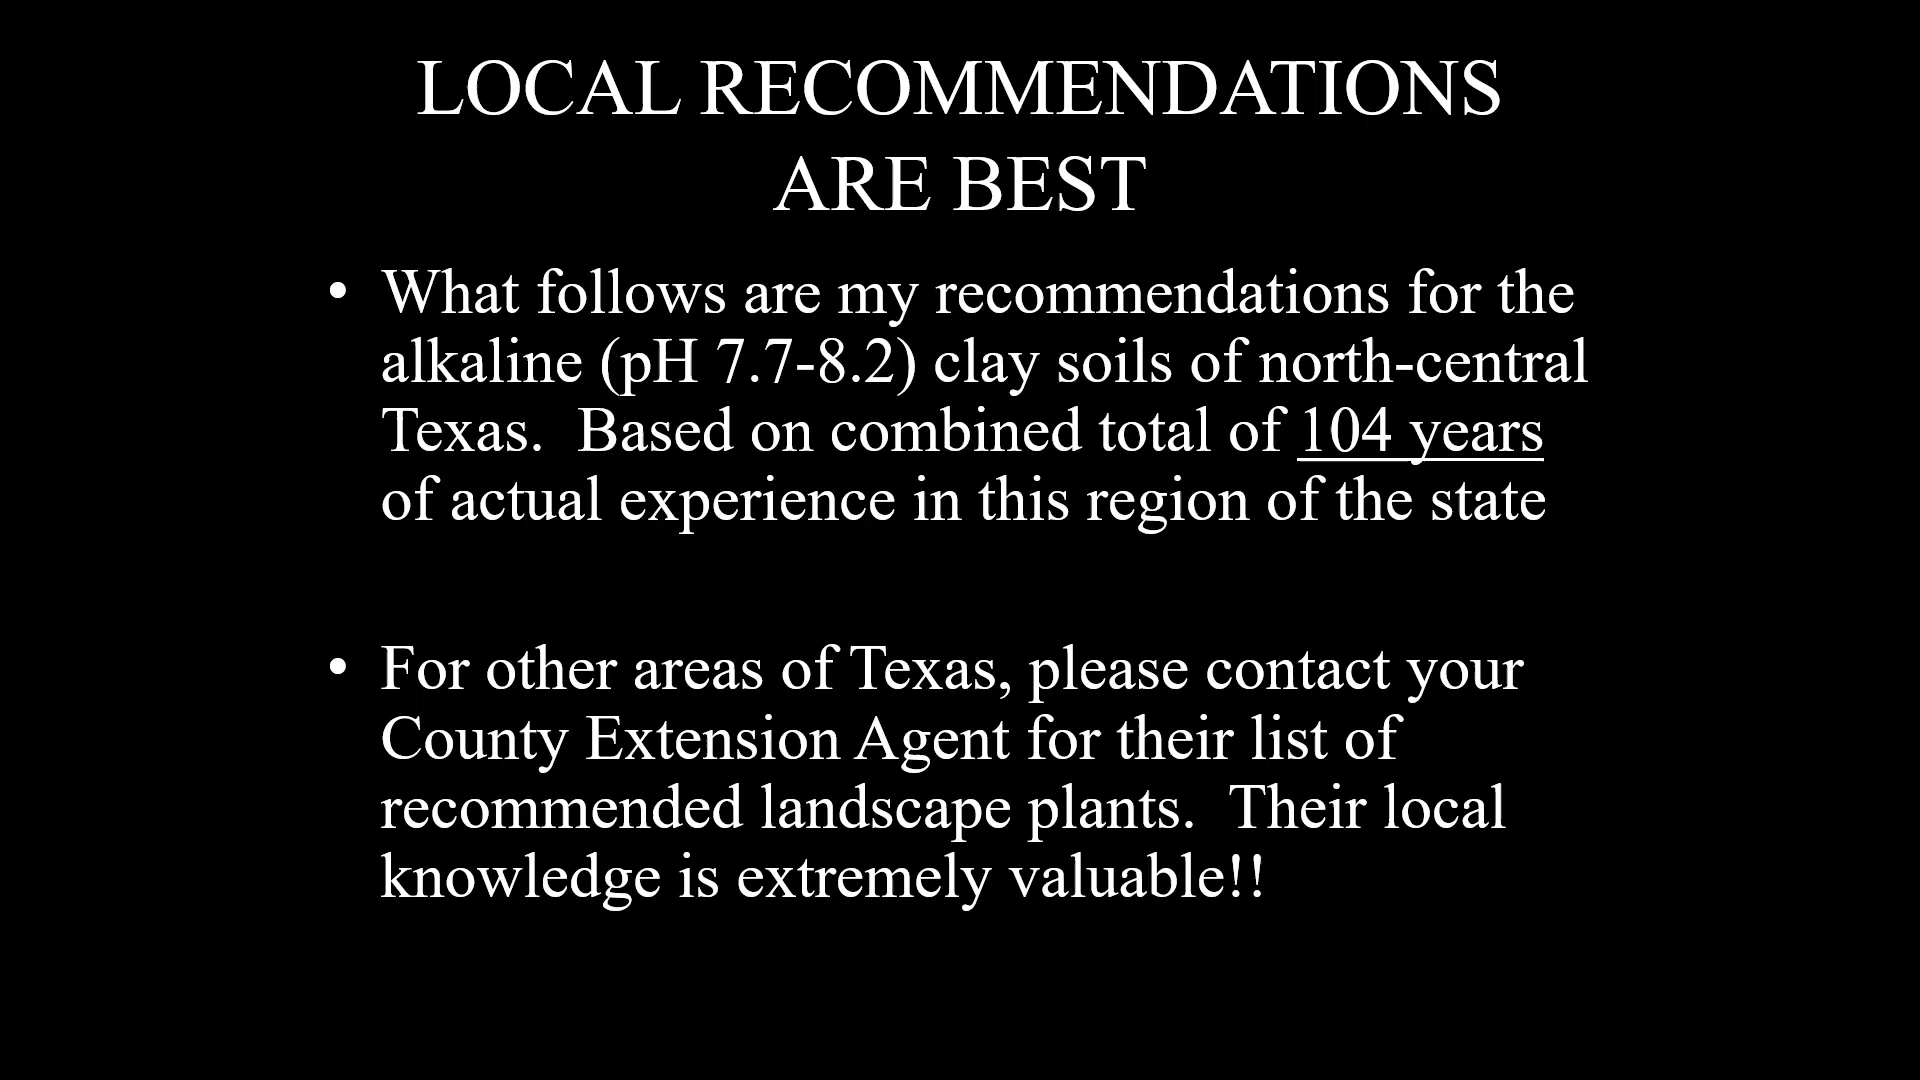 LOCAL RECOMMENDATIONS
ARE BEST
• What follows are my recommendations for the
alkaline (pH 7.7-8.2) clay soils of north-central
Texas.  Based on combined total of 104 years
of actual experience in this region of the state
• For other areas of Texas, please contact your
County Extension Agent for their list of
recommended landscape plants.  Their local
knowledge is extremely valuable!!